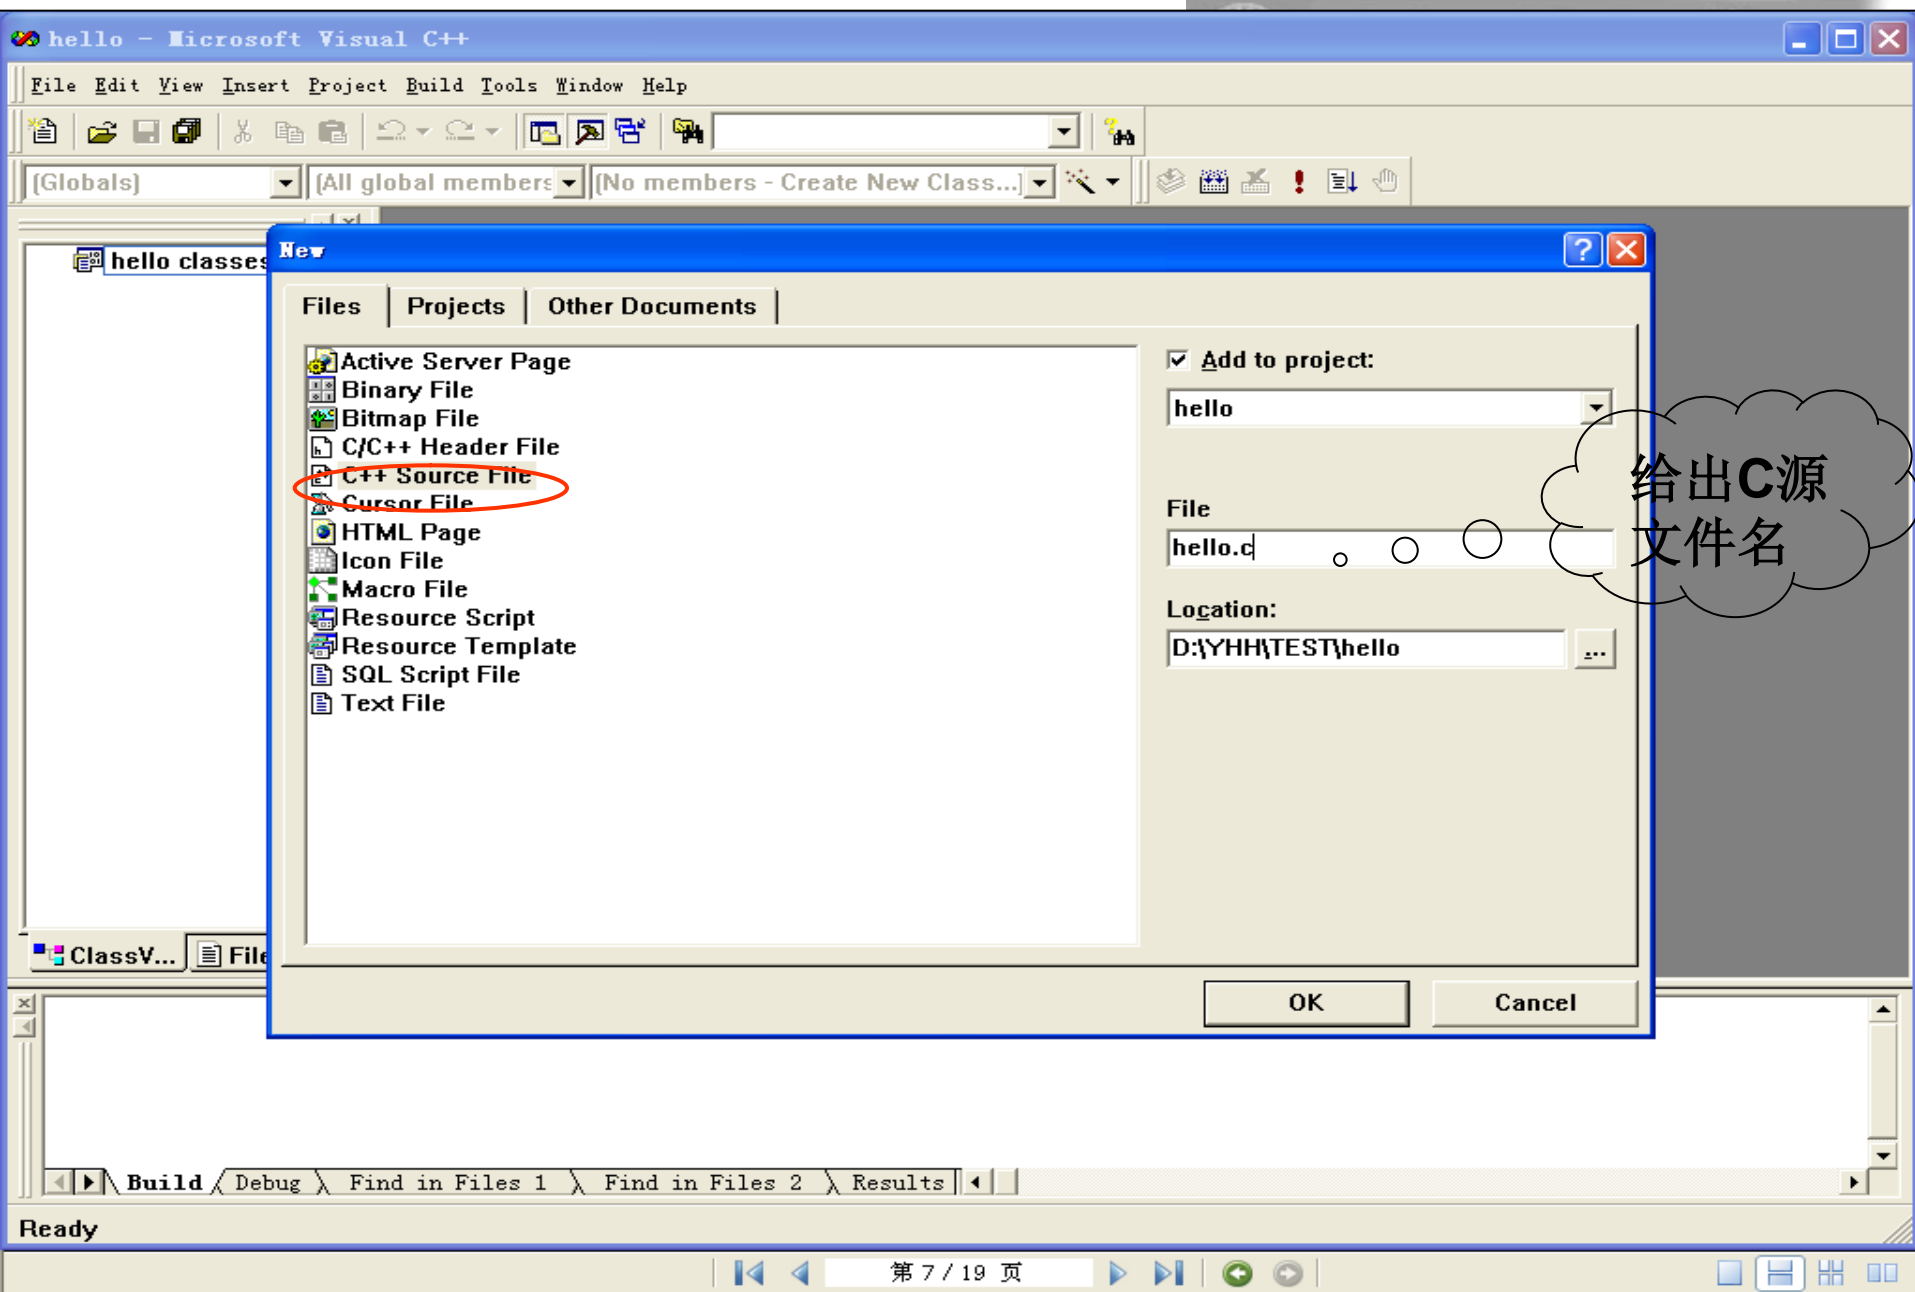 hello - Microsoft Visual C++
File Edit View Insert Project Build Tools Window Help
(Globals)
(All global members
(No members - Create New Class...)
hello classes
New
Files
Projects
Other Documents
Active Server Page
Binary File
Bitmap File
C/C++ Header File
C++ Source File
Cursor File
HTML Page
Icon File
Macro File
Resource Script
Resource Template
SQL Script File
Text File
Add to project:
hello
File
hello.c
Location:
D:\YHH\TEST\hello
...
给出C源
文件名
OK
Cancel
ClassV...
File
Build
Debug
Find in Files 1
Find in Files 2
Results
Ready
第 7 / 19 页